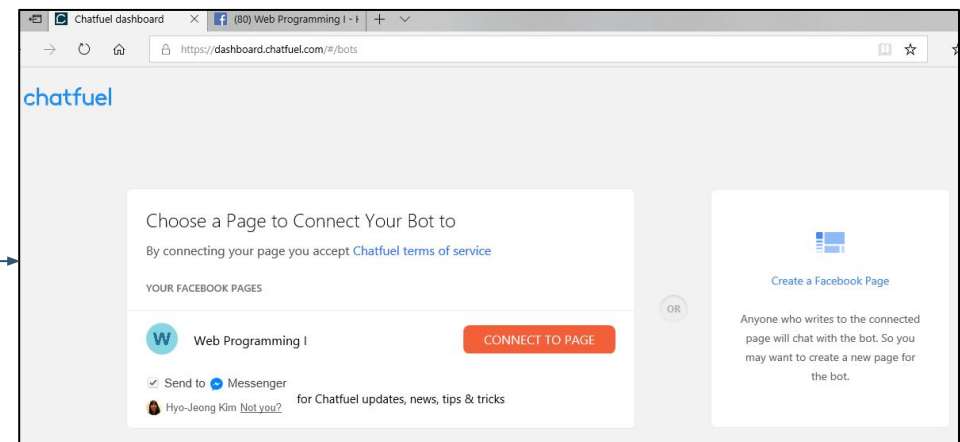 Chatfuel dashboard
(80) Web Programming I - H
https://dashboard.chatfuel.com/#/bots
chatfuel
Choose a Page to Connect Your Bot to
By connecting your page you accept Chatfuel terms of service
YOUR FACEBOOK PAGES
W
Web Programming I
CONNECT TO PAGE
Send to Messenger
Hyo-Jeong Kim Not you?
for Chatfuel updates, news, tips & tricks
OR
Create a Facebook Page
Anyone who writes to the connected
page will chat with the bot. So you
may want to create a new page for
the bot.